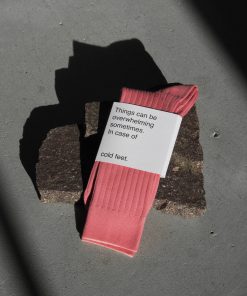 Things can be
overwhelming
sometimes.
In case of
cold feet.